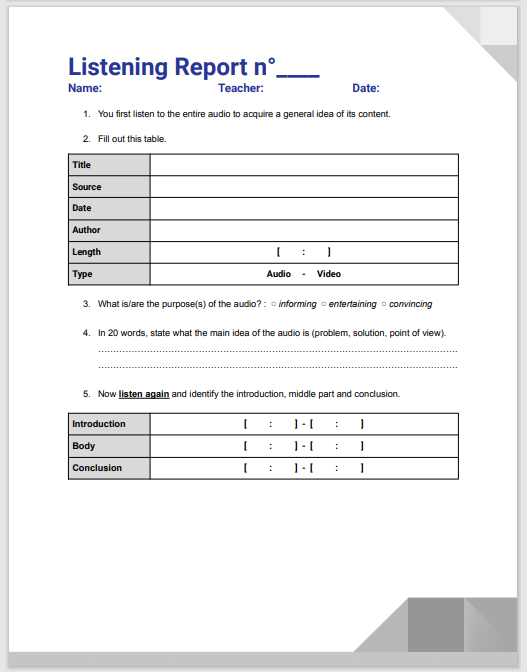 Listening Report n°____
Name: Teacher: Date:
1. You first listen to the entire audio to acquire a general idea of its content.
2. Fill out this table.
Title
Source
Date
Author
Length [ : ]
Type Audio - Video
3. What is/are the purpose(s) of the audio? : ○ informing ○ entertaining ○ convincing
4. In 20 words, state what the main idea of the audio is (problem, solution, point of view).
5. Now listen again and identify the introduction, middle part and conclusion.
Introduction [ : ] - [ : ]
Body [ : ] - [ : ]
Conclusion [ : ] - [ : ]